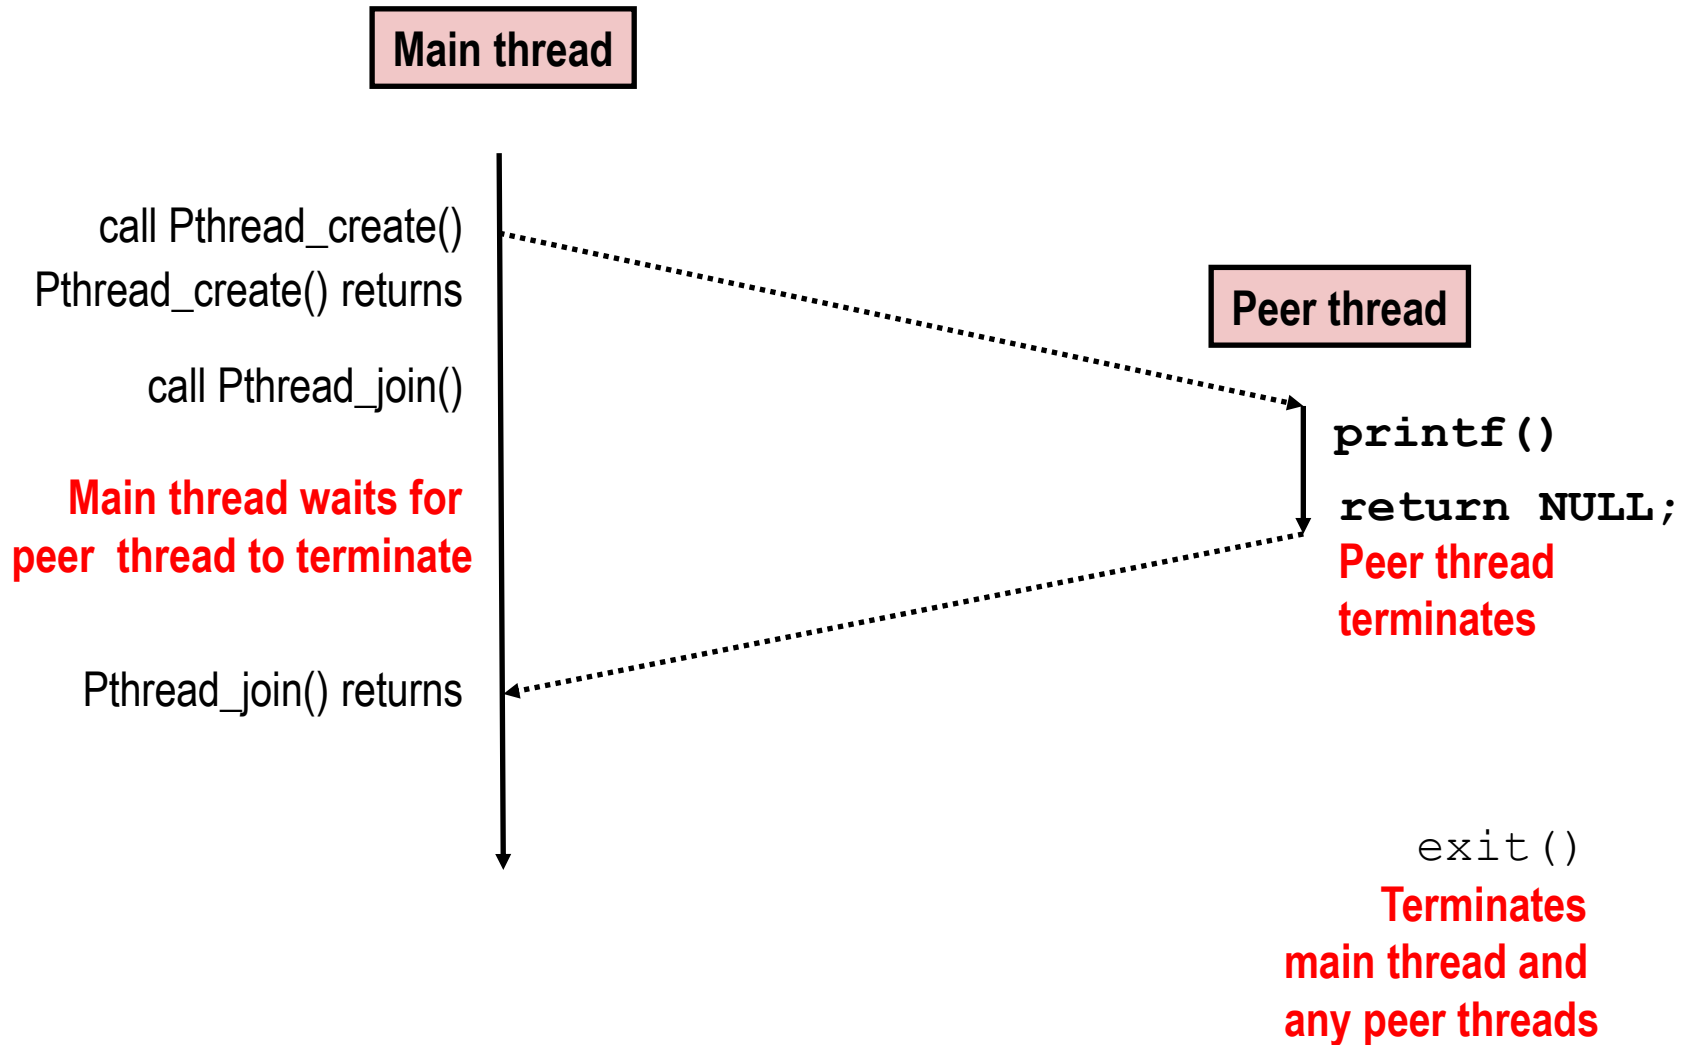 Main thread
call Pthread_create()
Pthread_create() returns
Peer thread
call Pthread_join()
printf()
Main thread waits for
peer  thread to terminate
return NULL;
Peer thread
terminates
Pthread_join() returns
exit()
Terminates
main thread and
any peer threads